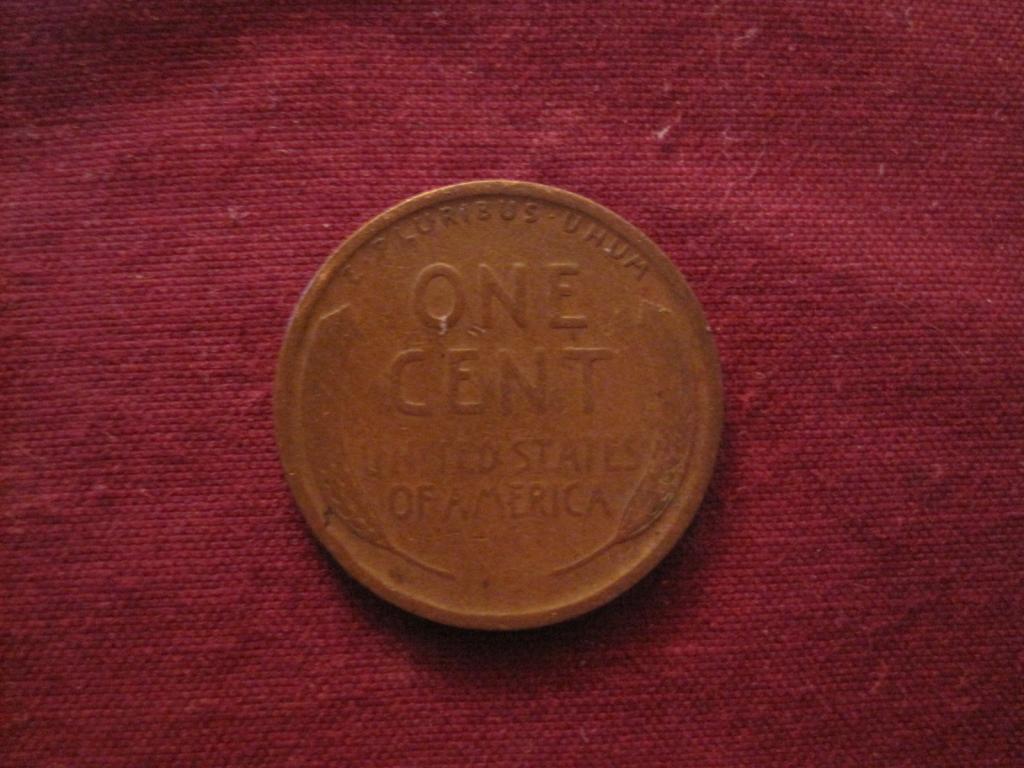 E PLURIBUS · UNUM
ONE
CENT
UNITED STATES
OF AMERICA